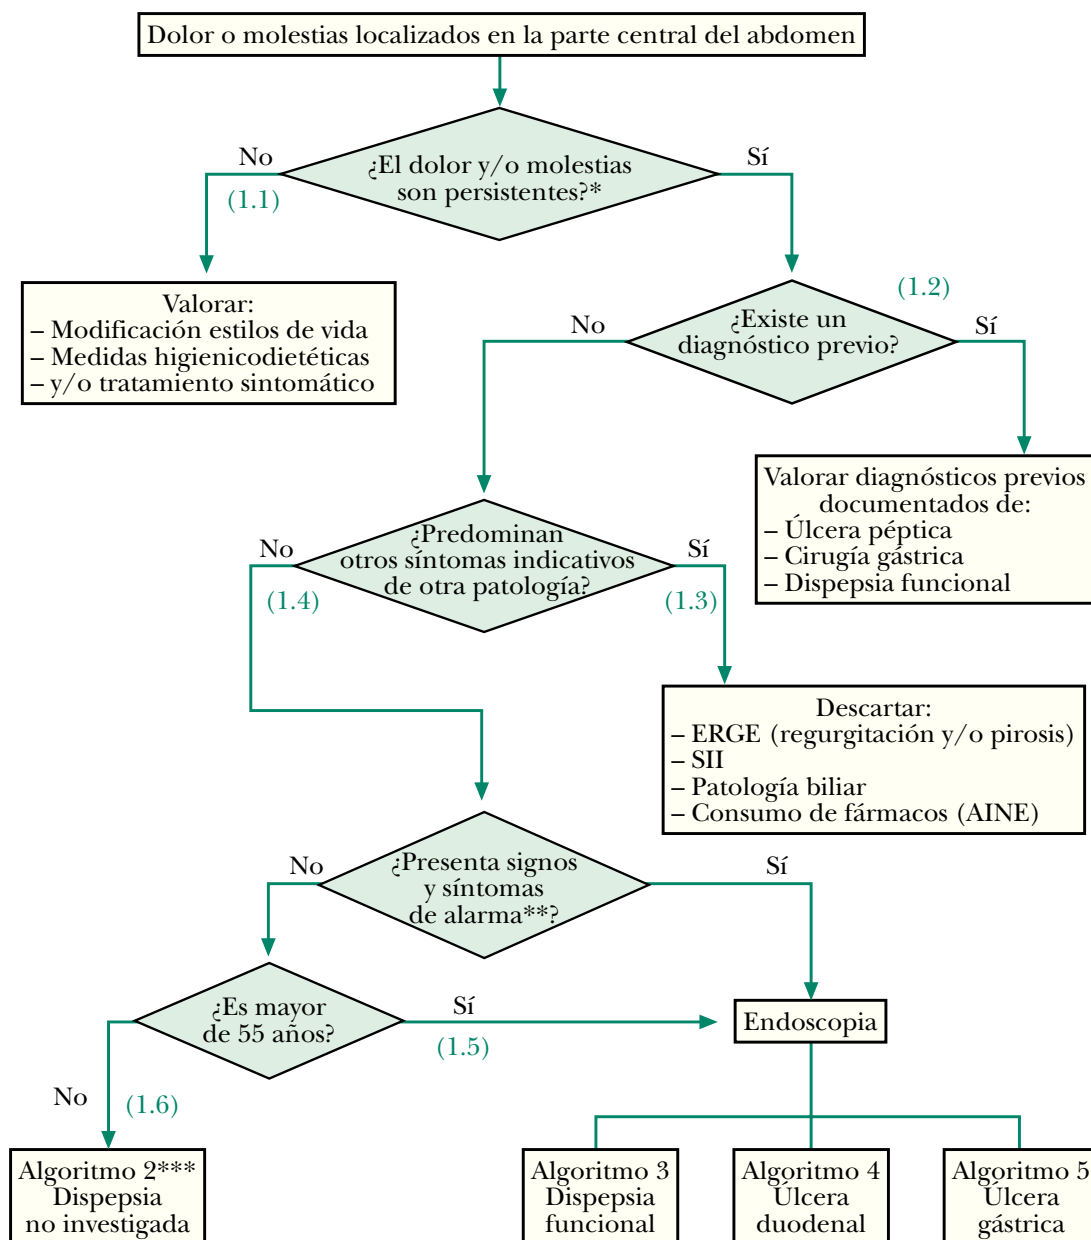 Dolor o molestias localizados en la parte central del abdomen
No
¿El dolor y/o molestias
son persistentes?*
Sí
(1.1)
Valorar:
– Modificación estilos de vida
– Medidas higienicodietéticas
– y/o tratamiento sintomático
(1.2)
No
¿Existe un
diagnóstico previo?
Sí
Valorar diagnósticos previos
documentados de:
– Úlcera péptica
– Cirugía gástrica
– Dispepsia funcional
No
¿Predominan
otros síntomas indicativos
de otra patología?
Sí
(1.4)
(1.3)
Descartar:
– ERGE (regurgitación y/o pirosis)
– SII
– Patología biliar
– Consumo de fármacos (AINE)
No
¿Presenta signos
y síntomas
de alarma**?
Sí
¿Es mayor
de 55 años?
Sí
(1.5)
Endoscopia
No
(1.6)
Algoritmo 2***
Dispepsia
no investigada
Algoritmo 3
Dispepsia
funcional
Algoritmo 4
Úlcera
duodenal
Algoritmo 5
Úlcera
gástrica